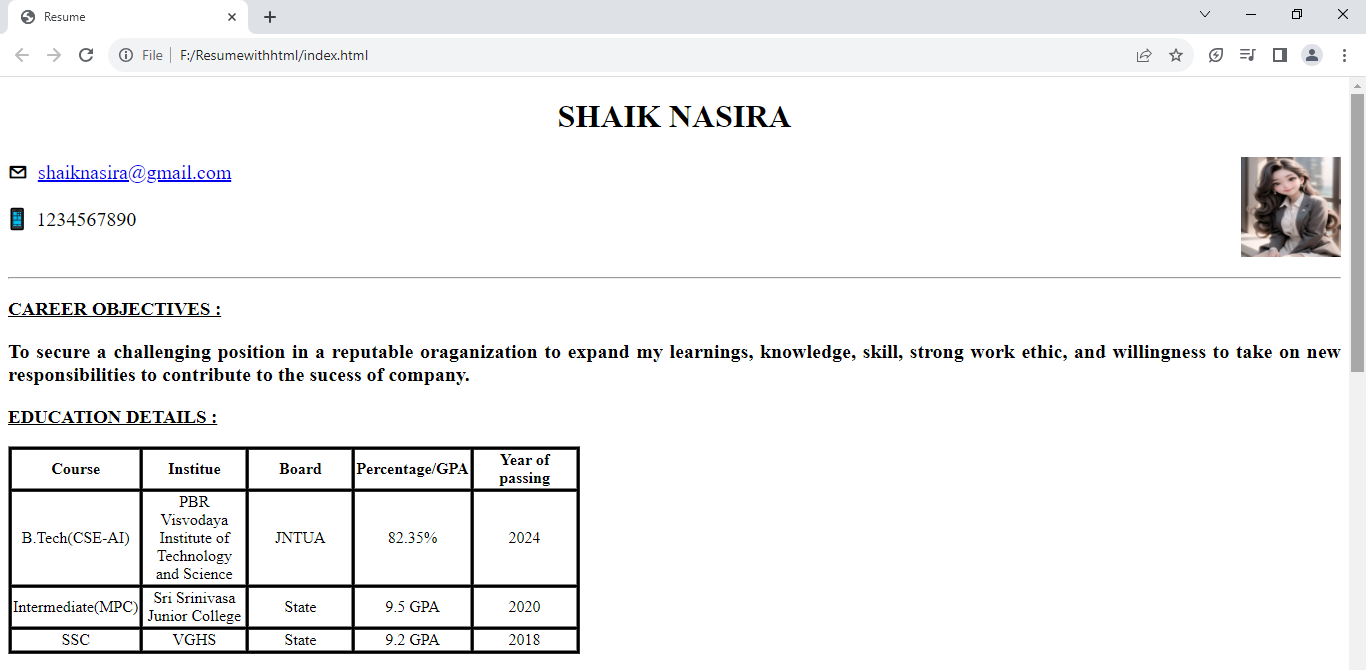 Resume
File | F:/Resumewithhtml/index.html
SHAIK NASIRA
shaiknasira@gmail.com
1234567890
CAREER OBJECTIVES :
To secure a challenging position in a reputable oraganization to expand my learnings, knowledge, skill, strong work ethic, and willingness to take on new
responsibilities to contribute to the sucess of company.
EDUCATION DETAILS :
Course Institue Board Percentage/GPA Year of passing
B.Tech(CSE-AI) PBR Visvodaya Institute of Technology and Science JNTUA 82.35% 2024
Intermediate(MPC) Sri Srinivasa Junior College State 9.5 GPA 2020
SSC VGHS State 9.2 GPA 2018